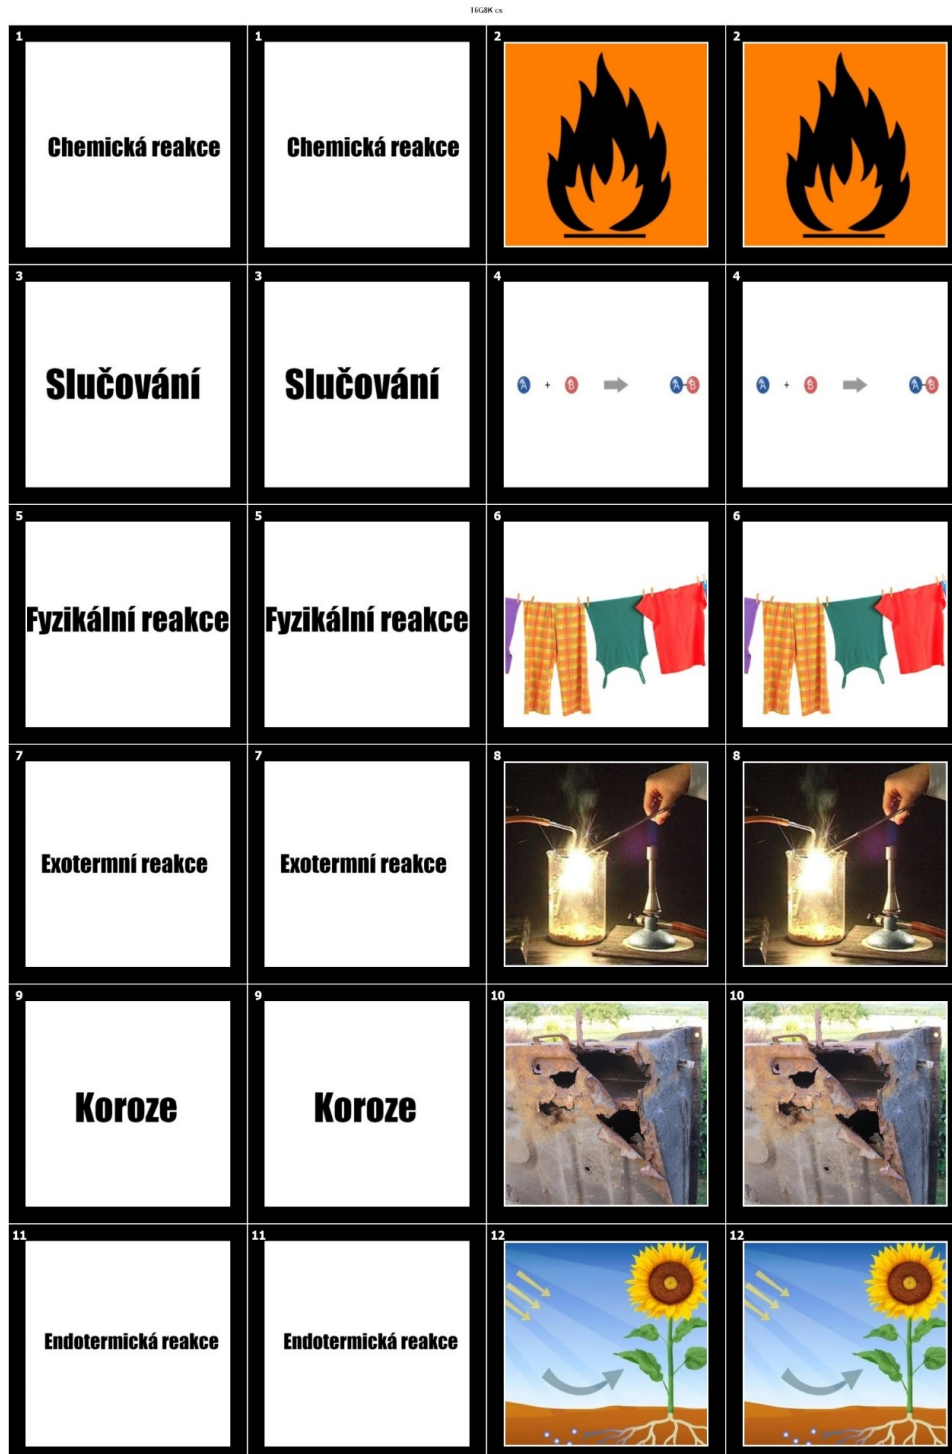 T6G8K cs
1 1 2 2
Chemická reakce Chemická reakce
3 3 4 4
Slučování Slučování A + B A-B A + B A-B
5 5 6 6
Fyzikální reakce Fyzikální reakce
7 7 8 8
Exotermní reakce Exotermní reakce
9 9 10 10
Koroze Koroze
11 11 12 12
Endotermická reakce Endotermická reakce